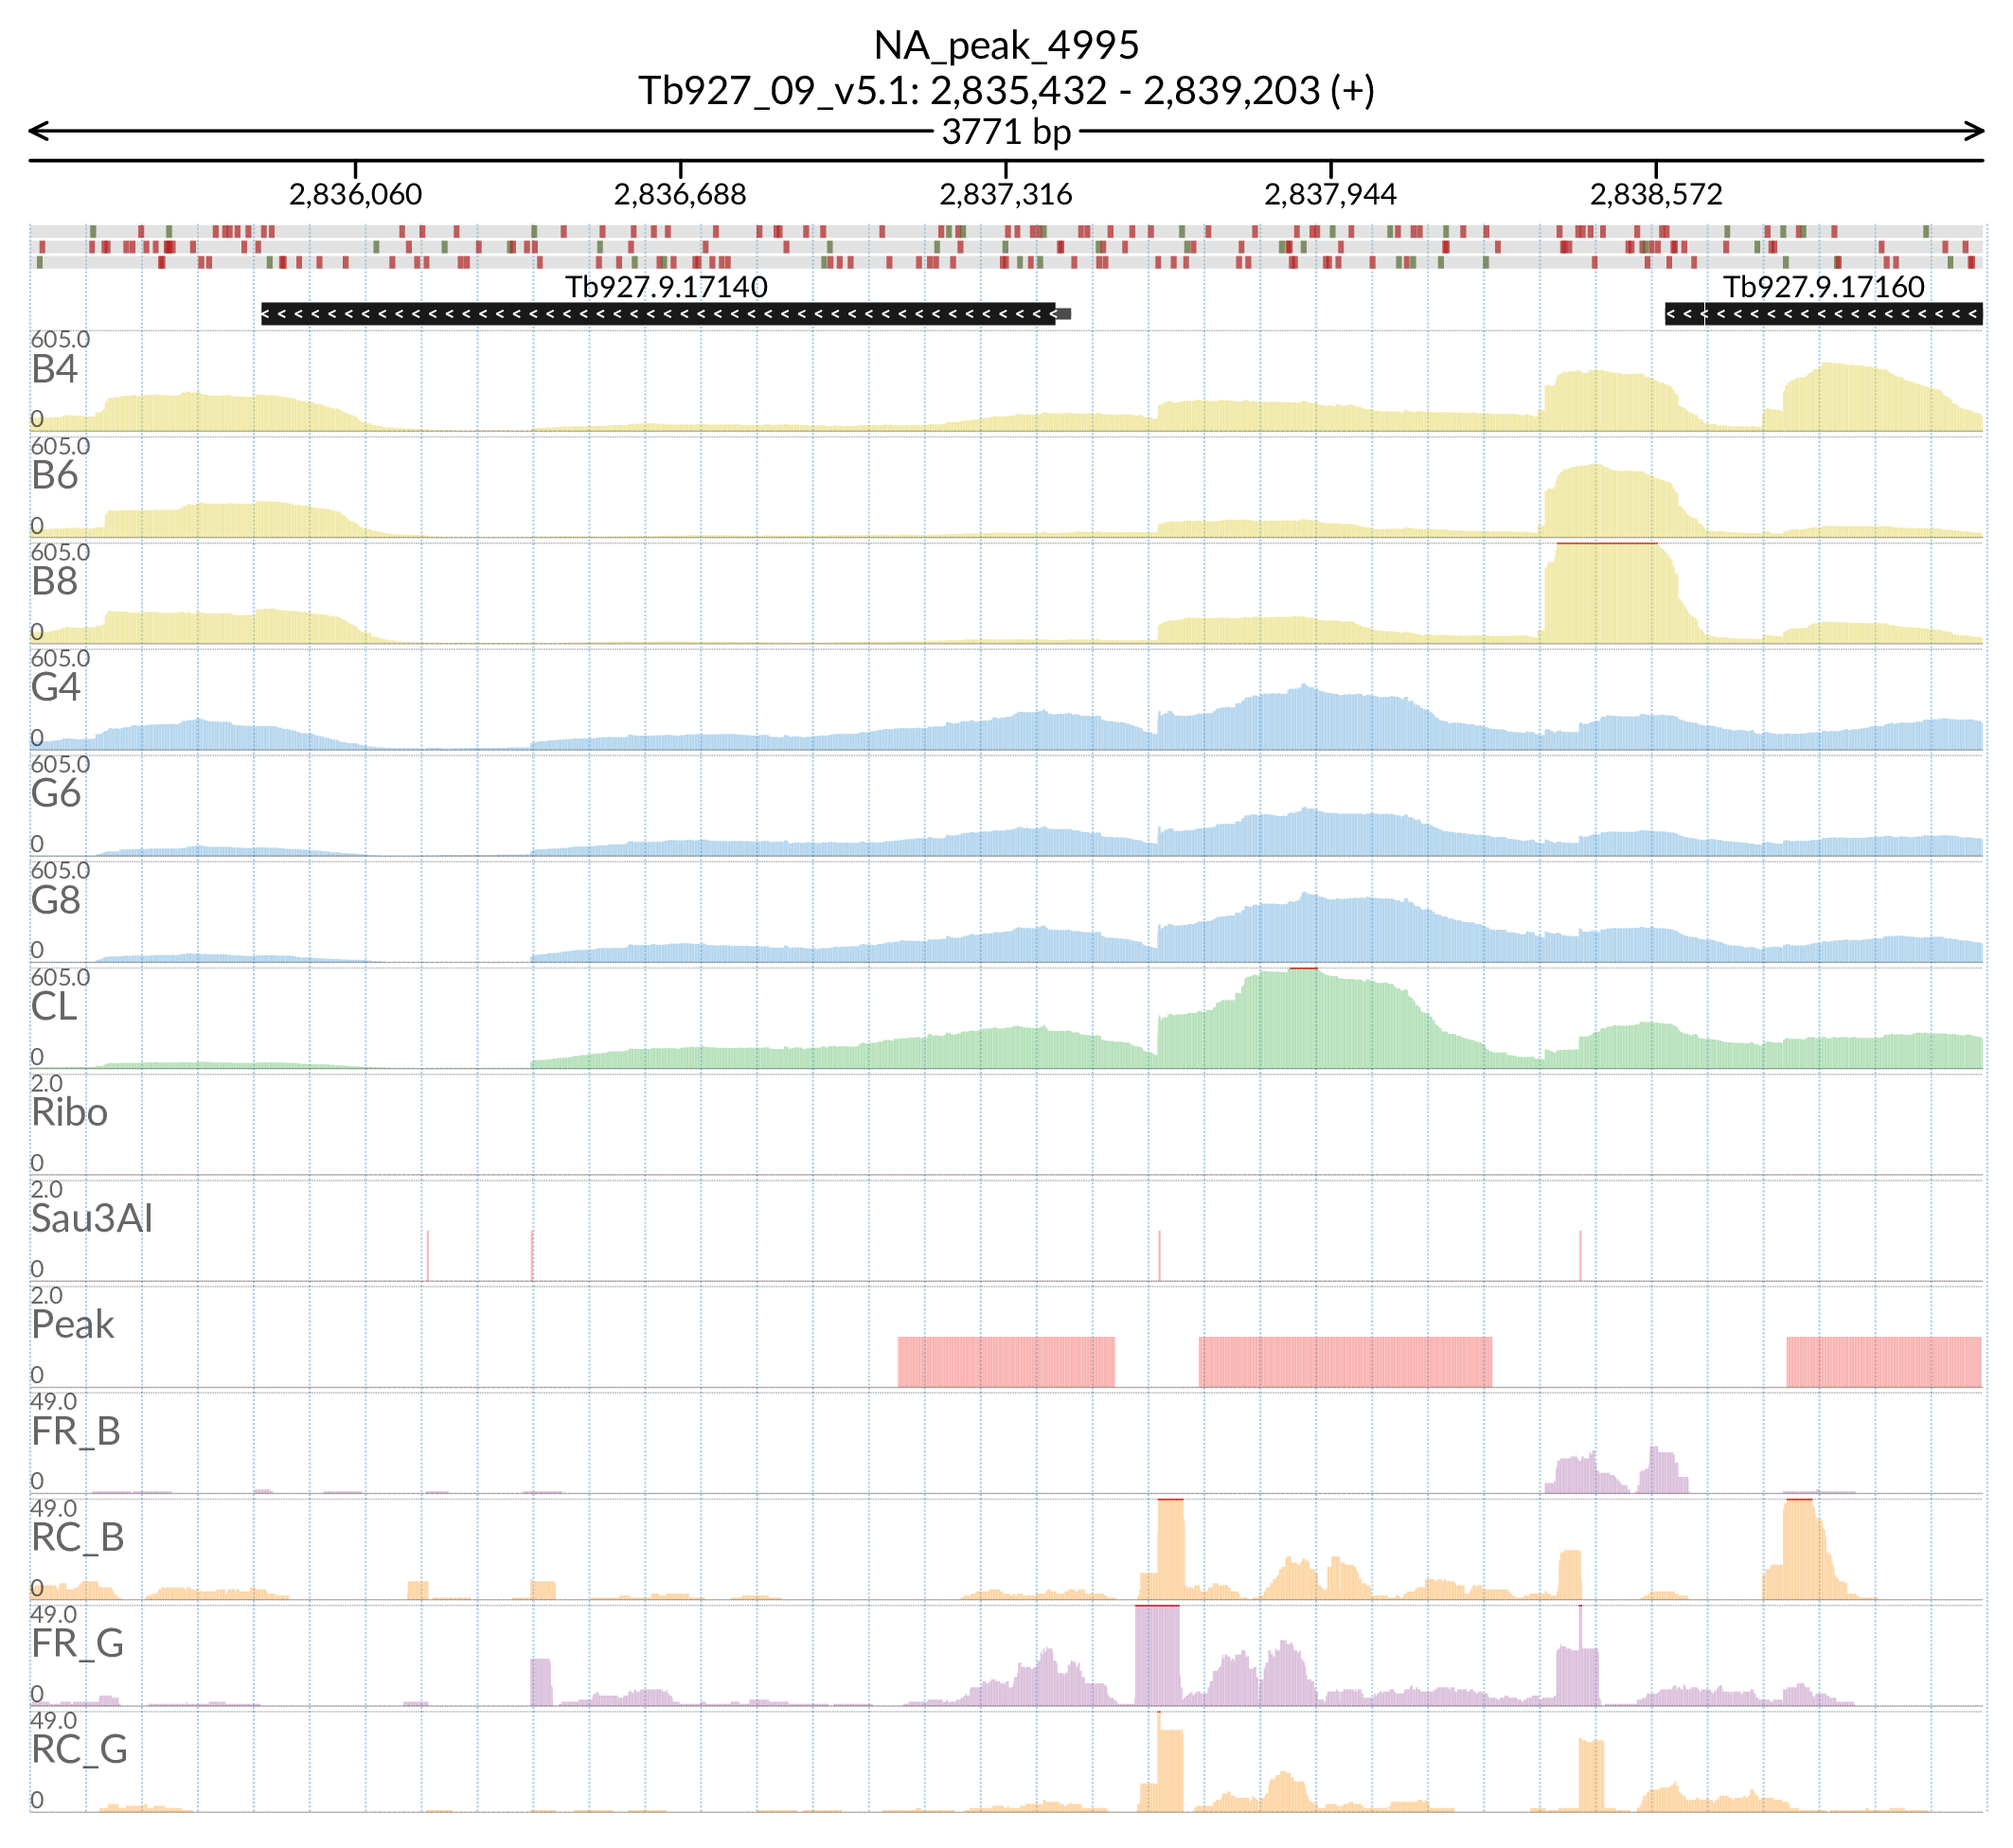 NA_peak_4995
Tb927_09_v5.1: 2,835,432 - 2,839,203 (+)
3771 bp
2,836,060 2,836,688 2,837,316 2,837,944 2,838,572
Tb927.9.17140 Tb927.9.17160
605.0
B4
0
605.0
B6
0
605.0
B8
0
605.0
G4
0
605.0
G6
0
605.0
G8
0
605.0
CL
0
2.0
Ribo
0
2.0
Sau3AI
0
2.0
Peak
0
49.0
FR_B
0
49.0
RC_B
0
49.0
FR_G
0
49.0
RC_G
0